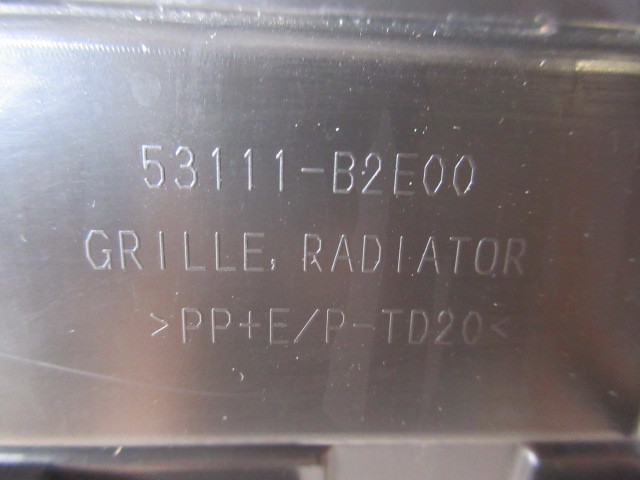 53111-B2E00
GRILLE, RADIATOR
>PP+E/P-TD20<